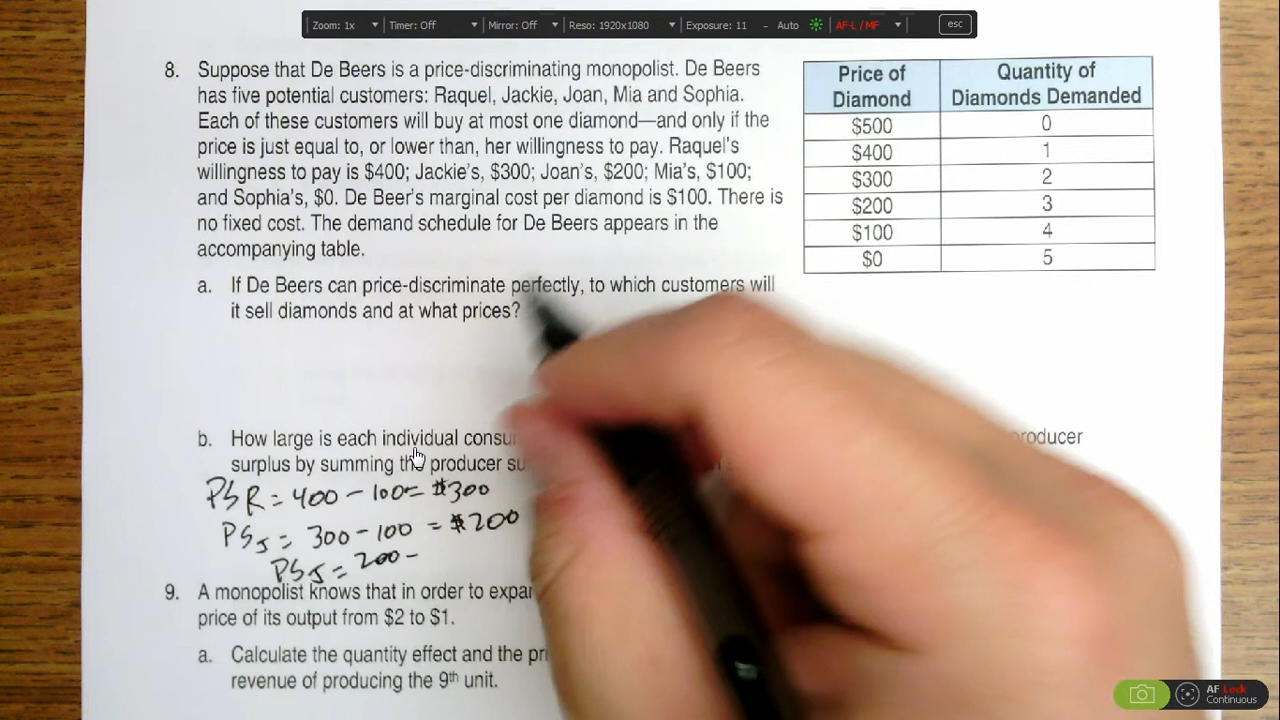 Zoom: 1x Timer: Off Mirror: Off Reso: 1920x1080 Exposure: 11 - Auto AF-L / MF esc
8. Suppose that De Beers is a price-discriminating monopolist. De Beers
has five potential customers: Raquel, Jackie, Joan, Mia and Sophia.
Each of these customers will buy at most one diamond—and only if the
price is just equal to, or lower than, her willingness to pay. Raquel's
willingness to pay is $400; Jackie's, $300; Joan's, $200; Mia's, $100;
and Sophia's, $0. De Beer's marginal cost per diamond is $100. There is
no fixed cost. The demand schedule for De Beers appears in the
accompanying table.
Price of Diamond Quantity of Diamonds Demanded
$500 0
$400 1
$300 2
$200 3
$100 4
$0 5
a. If De Beers can price-discriminate perfectly, to which customers will
it sell diamonds and at what prices?
b. How large is each individual producer
surplus by summing the producer
PS R = 400 - 100 = $300
PS J = 300 - 100 = $200
PS J = 200 -
9. A monopolist knows that in order to
price of its output from $2 to $1.
a. Calculate the quantity effect and the
revenue of producing the 9th unit.
AF Lock
Continuous